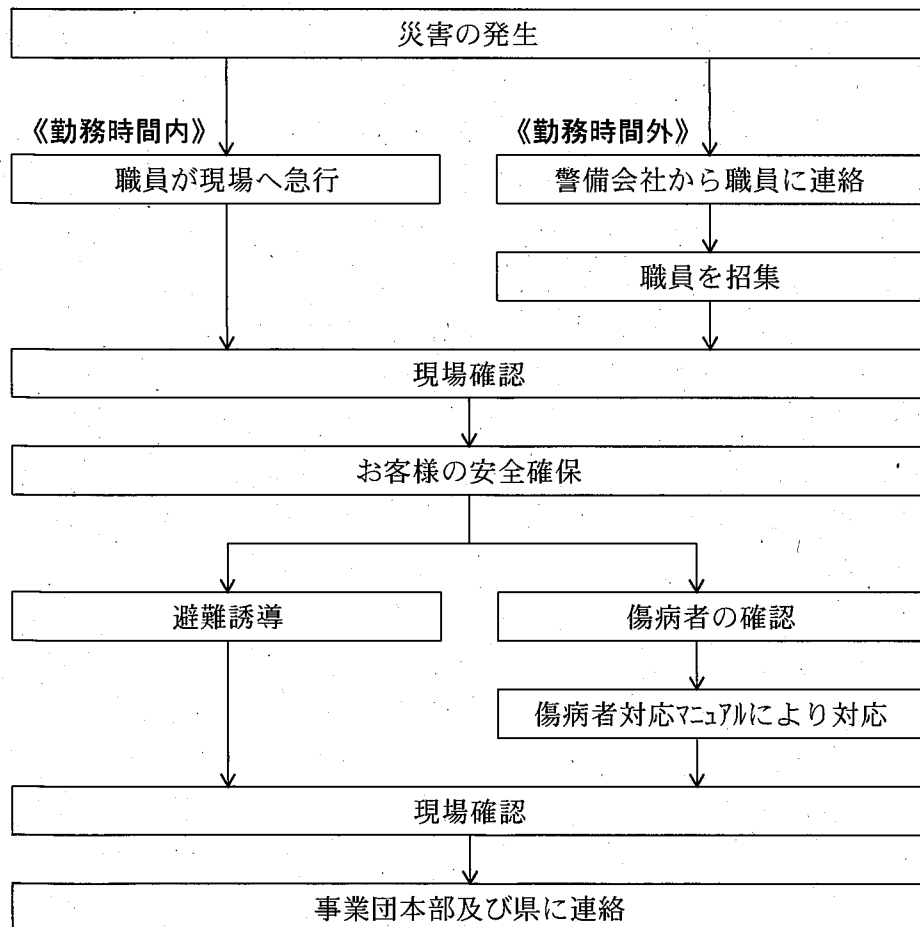 災害の発生
《勤務時間内》
《勤務時間外》
職員が現場へ急行
警備会社から職員に連絡
職員を招集
現場確認
お客様の安全確保
避難誘導
傷病者の確認
傷病者対応ﾏﾆｭｱﾙにより対応
現場確認
事業団本部及び県に連絡